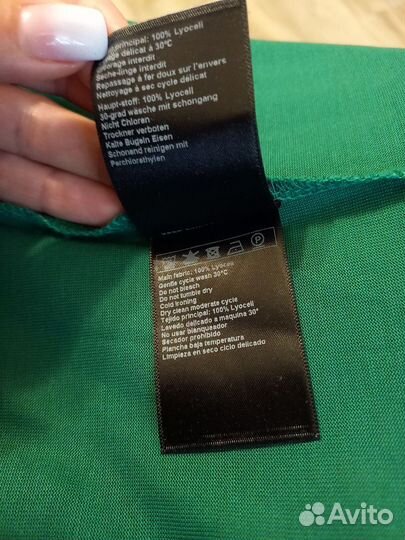 principal: 100% Lyocell
délicat à 30°C
interdit
Sèche-linge interdit
Repassage à fer doux sur l'envers
Nettoyage à sec cycle délicat
Haupt-stoff: 100% Lyocell
30-grad wäsche mit schongang
Nicht Chloren
Trockner verboten
Kalte Bugeln Eisen
Schonend reinigen mit
Perchlorethylen
P
Main fabric: 100% Lyocell
Gentle cycle wash 30°C
Do not bleach
Do not tumble dry
Cold ironing
Dry clean moderate cycle
Tejido principal: 100% Lyocell
Lavado delicado a maquina 30°
No usar blanqueador
Secador prohibido
Plancha baja temperatura
Limpieza en seco ciclo delicado
Avito